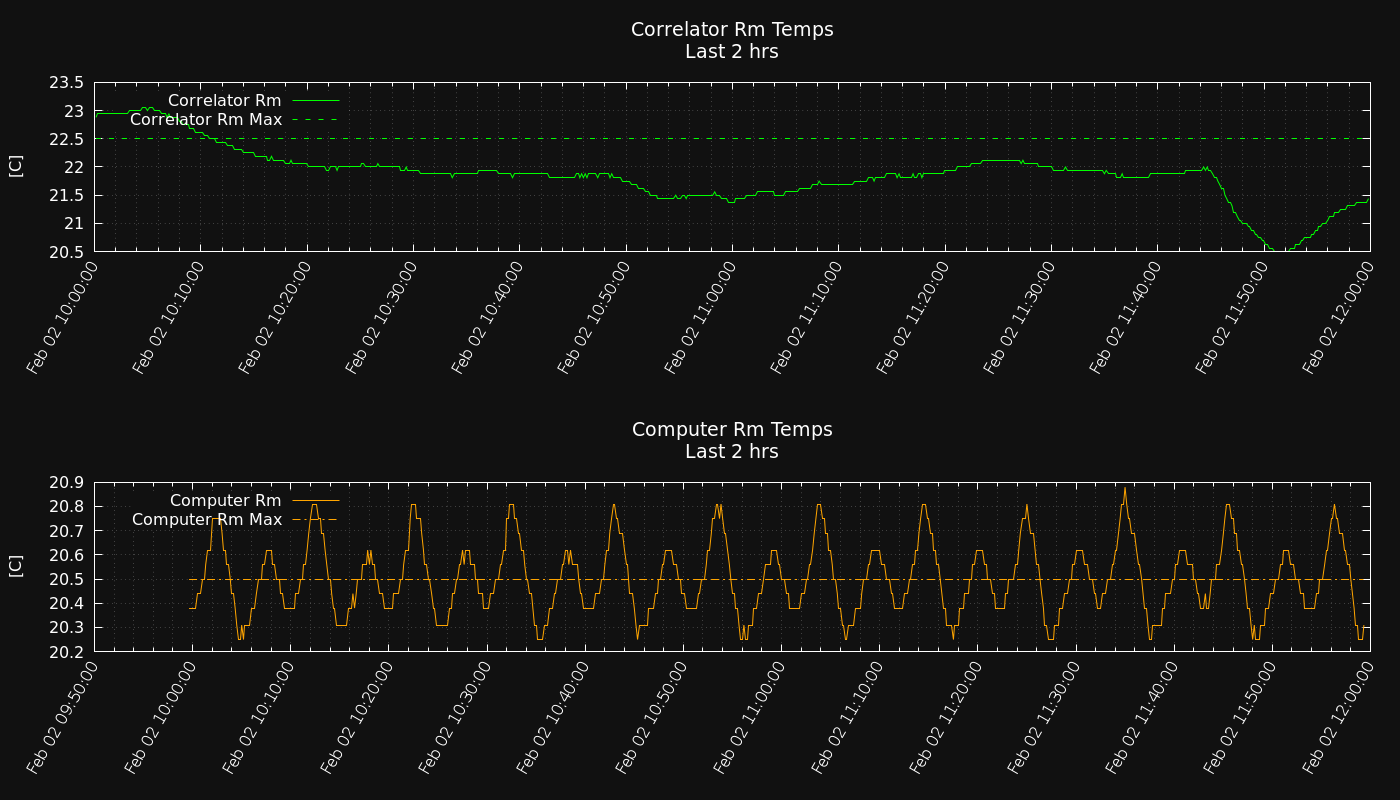 Correlator Rm Temps
Last 2 hrs
23.5
23
22.5
22
21.5
21
20.5
[C]
Correlator Rm
Correlator Rm Max
Feb 02 10:00:00
Feb 02 10:10:00
Feb 02 10:20:00
Feb 02 10:30:00
Feb 02 10:40:00
Feb 02 10:50:00
Feb 02 11:00:00
Feb 02 11:10:00
Feb 02 11:20:00
Feb 02 11:30:00
Feb 02 11:40:00
Feb 02 11:50:00
Feb 02 12:00:00
Computer Rm Temps
Last 2 hrs
20.9
20.8
20.7
20.6
20.5
20.4
20.3
20.2
[C]
Computer Rm
Computer Rm Max
Feb 02 09:50:00
Feb 02 10:00:00
Feb 02 10:10:00
Feb 02 10:20:00
Feb 02 10:30:00
Feb 02 10:40:00
Feb 02 10:50:00
Feb 02 11:00:00
Feb 02 11:10:00
Feb 02 11:20:00
Feb 02 11:30:00
Feb 02 11:40:00
Feb 02 11:50:00
Feb 02 12:00:00